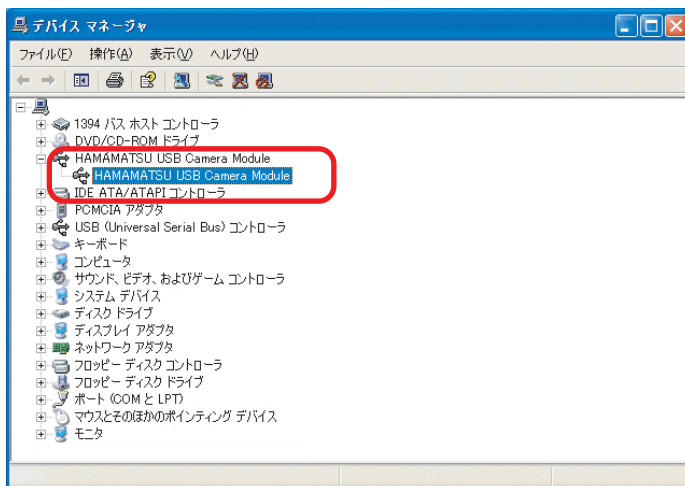 デバイス マネージャ
ファイル(F) 操作(A) 表示(V) ヘルプ(H)
1394 バス ホスト コントローラ
DVD/CD-ROM ドライブ
HAMAMATSU USB Camera Module
HAMAMATSU USB Camera Module
IDE ATA/ATAPI コントローラ
PCMCIA アダプタ
USB (Universal Serial Bus) コントローラ
キーボード
コンピュータ
サウンド、ビデオ、およびゲーム コントローラ
システム デバイス
ディスク ドライブ
ディスプレイ アダプタ
ネットワーク アダプタ
フロッピー ディスク コントローラ
フロッピー ディスク ドライブ
ポート (COM と LPT)
マウスとそのほかのポインティング デバイス
モニタ